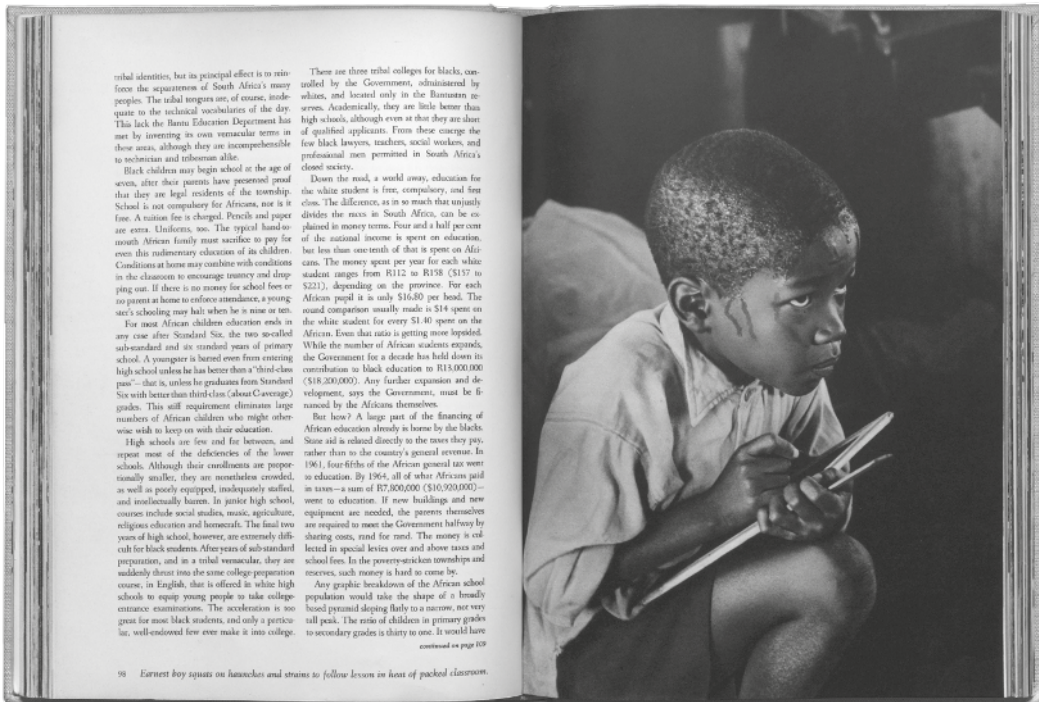 tribal identities, but its principal effect is to rein-
force the separateness of South Africa's many
peoples. The tribal tongues are, of course, inade-
quate to the technical vocabularies of the day.
This lack the Bantu Education Department has
met by inventing its own vernacular terms in
these areas, although they are incomprehensible
to technician and tribesman alike.
Black children may begin school at the age of
seven, after their parents have presented proof
that they are legal residents of the township.
School is not compulsory for Africans, nor is it
free. A tuition fee is charged. Pencils and paper
are extra. Uniforms, too. The typical hand-to-
mouth African family must sacrifice to pay for
even this rudimentary education of its children.
Conditions at home may combine with conditions
in the classroom to encourage truancy and drop-
ping out. If there is no money for school fees or
no parent at home to enforce attendance, a young-
ster's schooling may halt when he is nine or ten.
For most African children education ends in
any case after Standard Six, the two so-called
sub-standard and six standard years of primary
school. A youngster is barred even from entering
high school unless he has better than a "third-class
pass"—that is, unless he graduates from Standard
Six with better than third-class (about C-average)
grades. This stiff requirement eliminates large
numbers of African children who might other-
wise wish to keep on with their education.
High schools are few and far between, and
repeat most of the deficiencies of the lower
schools. Although their enrollments are propor-
tionally smaller, they are nonetheless crowded,
as well as poorly equipped, inadequately staffed,
and intellectually barren. In junior high school,
courses include social studies, music, agriculture,
religious education and homecraft. The final two
years of high school, however, are extremely diffi-
cult for black students. After years of sub-standard
preparation, and in a tribal vernacular, they are
suddenly thrust into the same college-preparation
course, in English, that is offered in white high
schools to equip young people to take college-
entrance examinations. The acceleration is too
great for most black students, and only a particu-
lar, well-endowed few ever make it into college.
There are three tribal colleges for blacks, con-
trolled by the Government, administered by
whites, and located only in the Bantustan re-
serves. Academically, they are little better than
high schools, although even at that they are short
of qualified applicants. From these emerge the
few black lawyers, teachers, social workers, and
professional men permitted in South Africa's
closed society.
Down the road, a world away, education for
the white student is free, compulsory, and first
class. The difference, as in so much that unjustly
divides the races in South Africa, can be ex-
plained in money terms. Four and a half per cent
of the national income is spent on education,
but less than one-tenth of that is spent on Afri-
cans. The money spent per year for each white
student ranges from R112 to R158 ($157 to
$221), depending on the province. For each
African pupil it is only $16.80 per head. The
round comparison usually made is $14 spent on
the white student for every $1.40 spent on the
African. Even that ratio is getting more lopsided.
While the number of African students expands,
the Government for a decade has held down its
contribution to black education to R13,000,000
($18,200,000). Any further expansion and de-
velopment, says the Government, must be fi-
nanced by the Africans themselves.
But how? A large part of the financing of
African education already is borne by the blacks.
State aid is related directly to the taxes they pay,
rather than to the country's general revenue. In
1961, four-fifths of the African general tax went
to education. By 1964, all of what Africans paid
in taxes—a sum of R7,800,000 ($10,920,000)—
went to education. If new buildings and new
equipment are needed, the parents themselves
are required to meet the Government halfway by
sharing costs, rand for rand. The money is col-
lected in special levies over and above taxes and
school fees. In the poverty-stricken townships and
reserves, such money is hard to come by.
Any graphic breakdown of the African school
population would take the shape of a broadly
based pyramid sloping flatly to a narrow, not very
tall peak. The ratio of children in primary grades
to secondary grades is thirty to one. It would have
continued on page 109
98 Earnest boy squats on haunches and strains to follow lesson in heat of packed classroom.